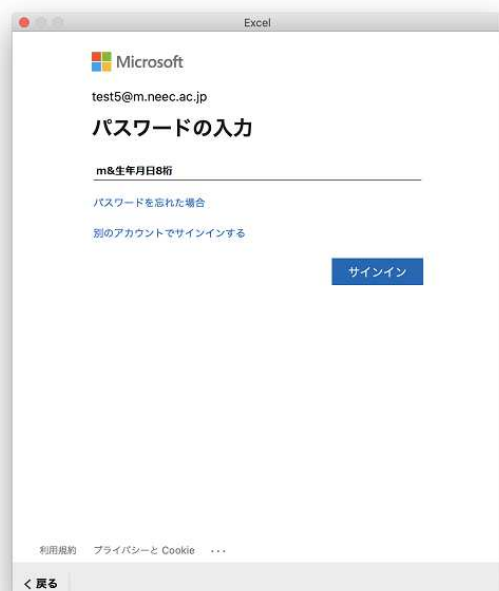 Excel
Microsoft
test5@m.neec.ac.jp
パスワードの入力
m&生年月日8桁
パスワードを忘れた場合
別のアカウントでサインインする
サインイン
利用規約 プライバシーと Cookie ···
< 戻る